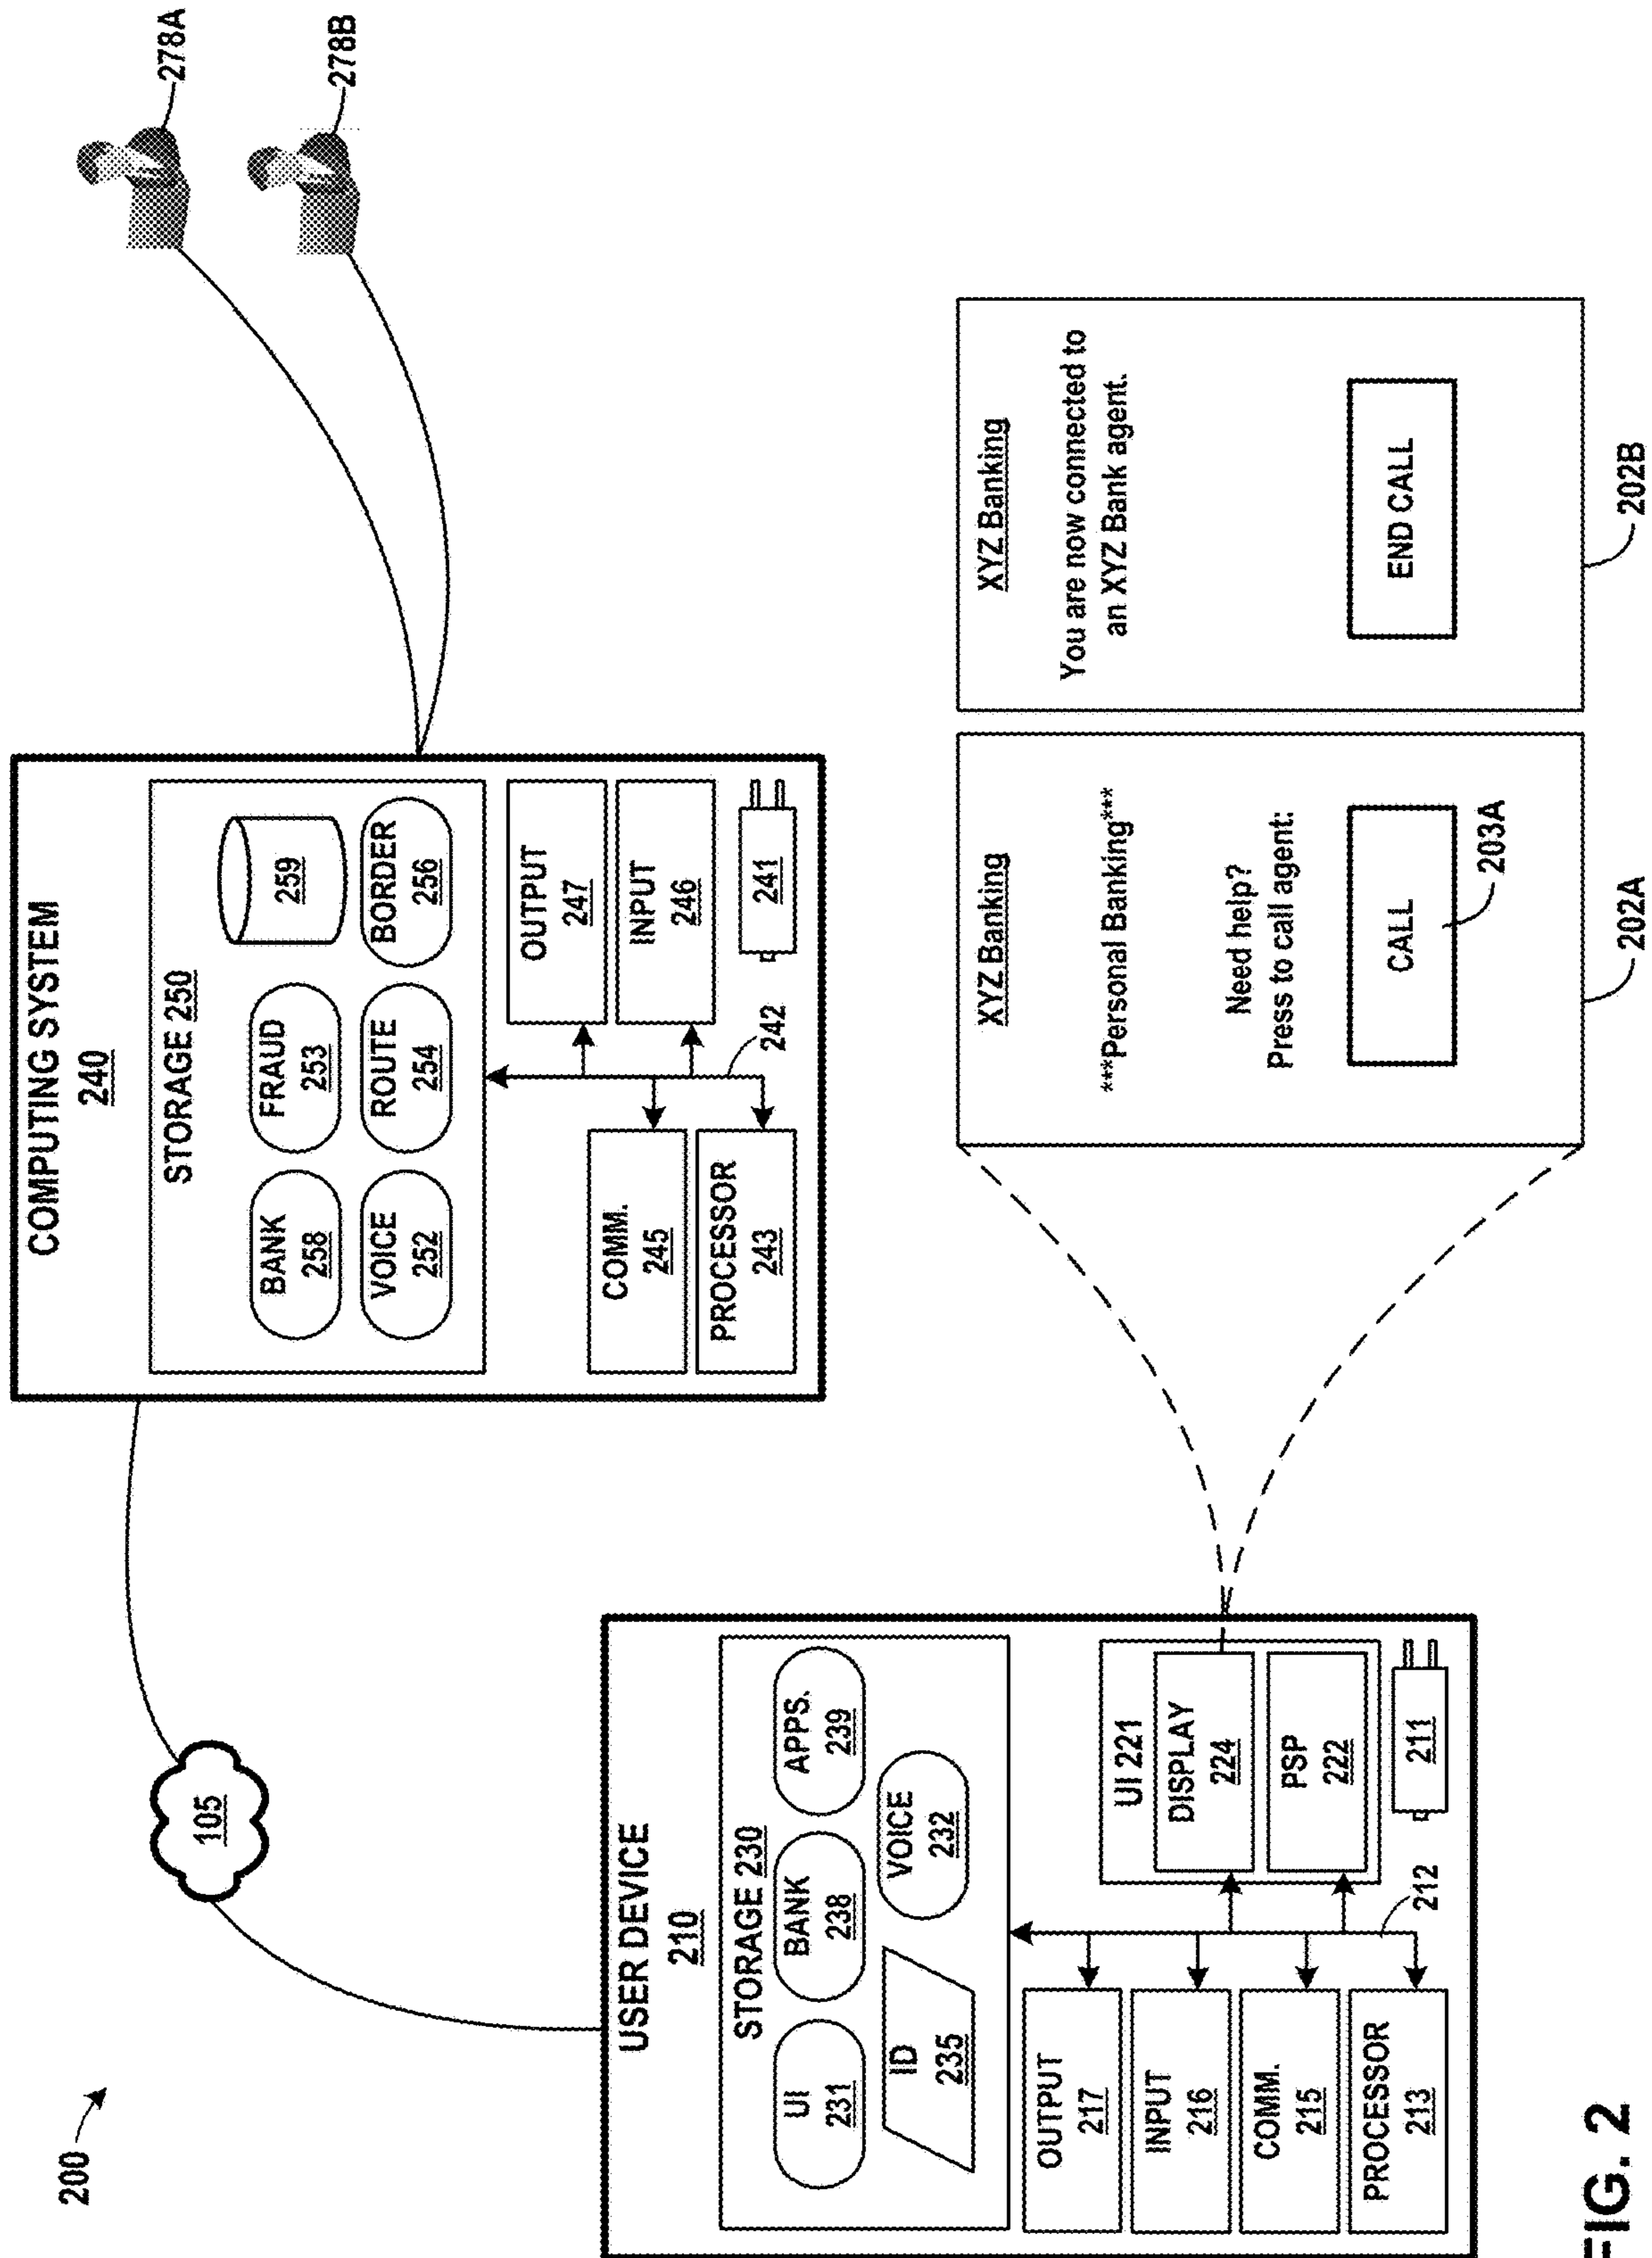 200
105
COMPUTING SYSTEM
240
STORAGE 250
BANK
258
FRAUD
253
259
VOICE
252
ROUTE
254
BORDER
256
COMM.
245
PROCESSOR
243
OUTPUT
247
INPUT
246
242
241
278A
278B
USER DEVICE
210
STORAGE 230
UI
231
BANK
238
APPS.
239
ID
235
VOICE
232
OUTPUT
217
INPUT
216
COMM.
215
PROCESSOR
213
UI 221
DISPLAY
224
PSP
222
212
211
XYZ Banking
***Personal Banking***
Need help?
Press to call agent:
CALL
203A
202A
XYZ Banking
You are now connected to
an XYZ Bank agent.
END CALL
202B
FIG. 2